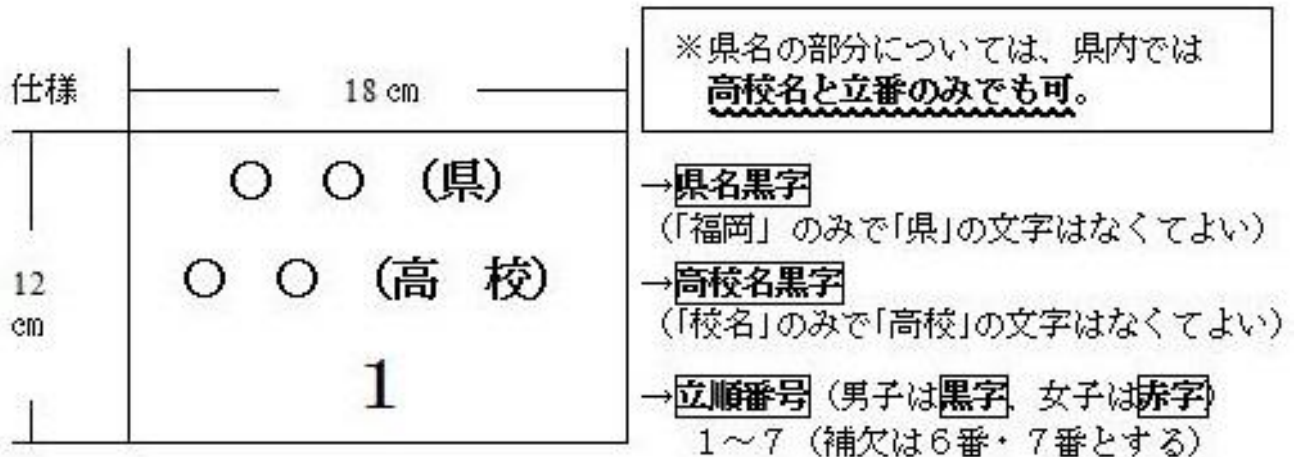 ※県名の部分については、県内では
高校名と立番のみでも可。
仕様
18 cm
12
cm
○ ○ (県)
○ ○ (高 校)
1
→県名黒字
(「福岡」のみで「県」の文字はなくてよい)
→高校名黒字
(「校名」のみで「高校」の文字はなくてよい)
→立順番号 (男子は黒字、女子は赤字)
1～7 (補欠は6番・7番とする)